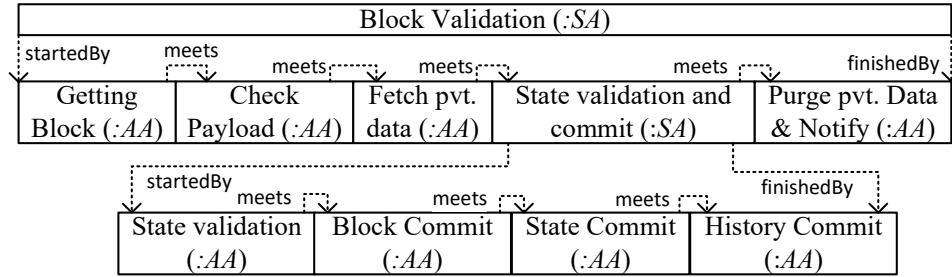 Block Validation (:SA)
startedBy
meets
meets
meets
meets
finishedBy
Getting
Block (:AA)
Check
Payload (:AA)
Fetch pvt.
data (:AA)
State validation and
commit (:SA)
Purge pvt. Data
& Notify (:AA)
startedBy
meets
meets
meets
finishedBy
State validation
(:AA)
Block Commit
(:AA)
State Commit
(:AA)
History Commit
(:AA)